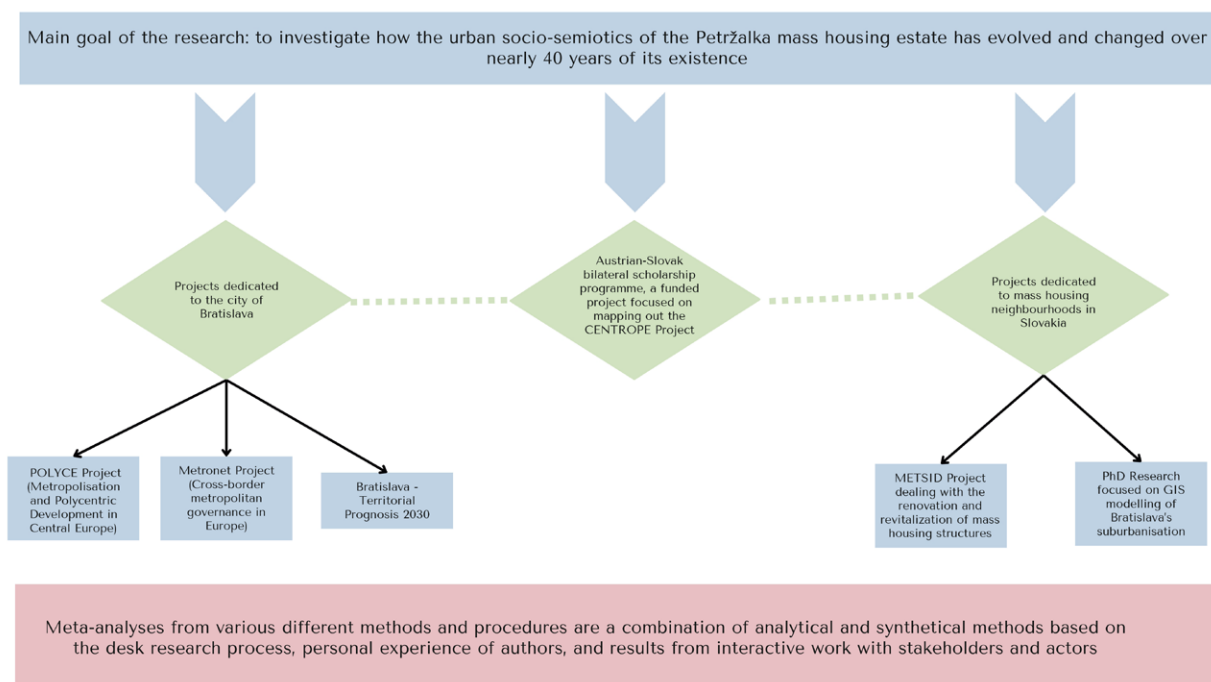 Main goal of the research: to investigate how the urban socio-semiotics of the Petržalka mass housing estate has evolved and changed over
nearly 40 years of its existence
Projects dedicated
to the city of
Bratislava
Austrian-Slovak
bilateral scholarship
programme, a funded
project focused on
mapping out the
CENTROPE Project
Projects dedicated
to mass housing
neighbourhoods in
Slovakia
POLYCE Project
(Metropolisation
and Polycentric
Development in
Central Europe)
Metronet Project
(Cross-border
metropolitan
governance in
Europe)
Bratislava -
Territorial
Prognosis 2030
METSID Project
dealing with the
renovation and
revitalization of mass
housing structures
PhD Research
focused on GIS
modelling of
Bratislava's
suburbanisation
Meta-analyses from various different methods and procedures are a combination of analytical and synthetical methods based on
the desk research process, personal experience of authors, and results from interactive work with stakeholders and actors